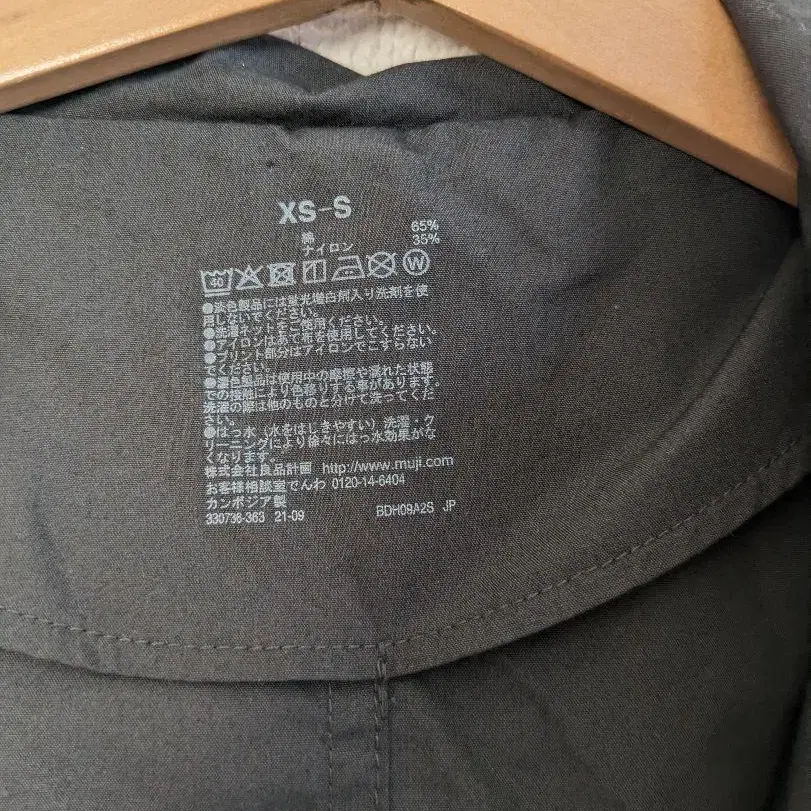 XS-S
綿 65%
ナイロン 35%
40 W
●淡色製品には蛍光増白剤入り洗剤を使
用しないでください。
●洗濯ネットをご使用ください。
●アイロンはあて布を使用してください。
●プリント部分はアイロンでこすらない
でください。
●濃色製品は使用中の摩擦や濡れた状態
での接触により色移りする事があります。
洗濯の際は他のものと分けて洗ってくだ
さい。
●はっ水（水をはじきやすい）洗濯・ク
リーニングにより徐々にはっ水効果がな
くなります。
株式会社良品計画 http://www.muji.com
お客様相談室でんわ 0120-14-6404
カンボジア製
330736-363 21-09 BDH09A2S JP